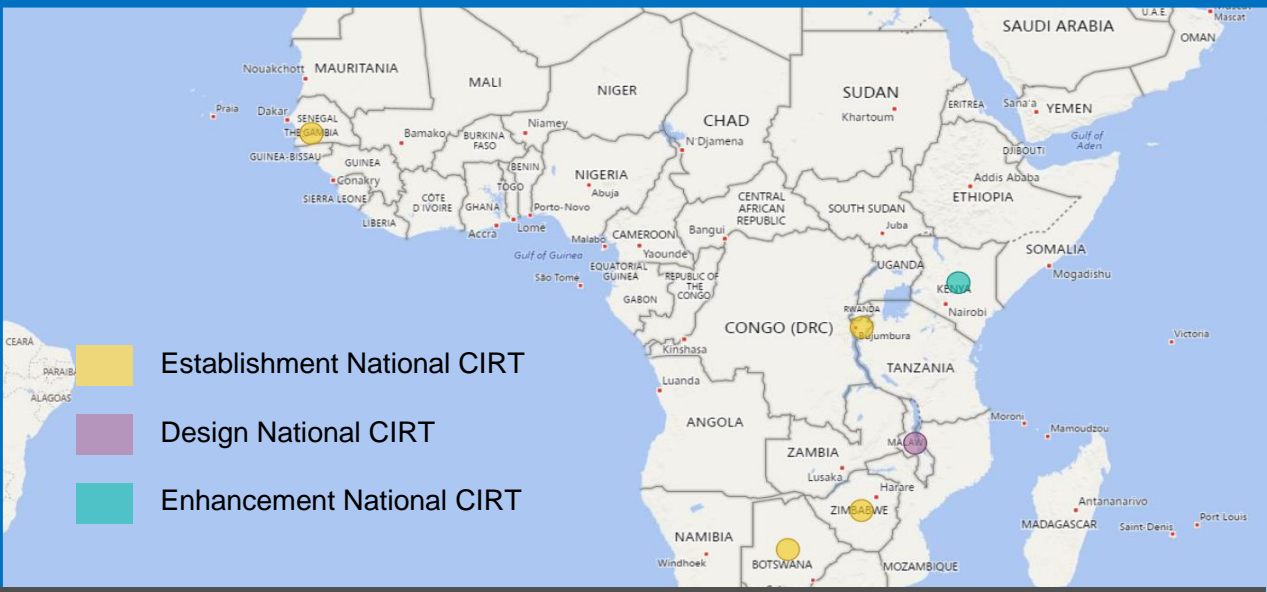 U.A.E.
Mascat
SAUDI ARABIA
OMAN
Nouakchott
MAURITANIA
MALI
NIGER
SUDAN
ERITREA
Sana'a
YEMEN
Praia
Dakar
SENEGAL
CHAD
Khartoum
THE GAMBIA
Bamako
BURKINA
FASO
Niamey
N'Djamena
Gulf of
Aden
DJIBOUTI
GUINEA-BISSAU
GUINEA
BENIN
NIGERIA
Abuja
Addis Ababa
ETHIOPIA
Conakry
TOGO
SIERRA LEONE
CÔTE
D'IVOIRE
GHANA
Porto-Novo
CENTRAL
AFRICAN
REPUBLIC
SOUTH SUDAN
LIBERIA
Accra
Lome
Malabo
CAMEROON
Yaounde
Bangui
Juba
SOMALIA
Mogadishu
Gulf of Guinea
EQUATORIAL
GUINEA
São Tome
REPUBLIC OF
THE
CONGO
UGANDA
KENYA
GABON
RWANDA
Nairobi
CONGO (DRC)
Bujumbura
Victoria
CEARÁ
Kinshasa
Establishment National CIRT
PARAIBA
TANZANIA
Luanda
ALAGOAS
ANGOLA
Moroni
Mamoudzou
Design National CIRT
MALAWI
ZAMBIA
Lusaka
Enhancement National CIRT
Harare
ZIMBABWE
Antananarivo
MADAGASCAR
Saint-Denis
Port Louis
NAMIBIA
Windhoek
BOTSWANA
MOZAMBIQUE